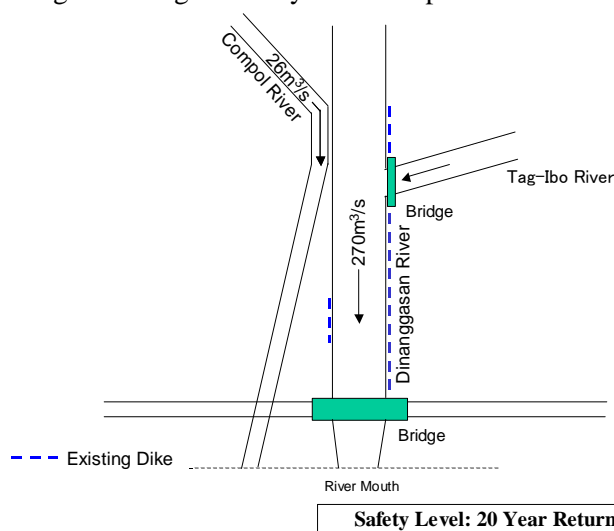 26m³/s
Compol River
Tag-Ibo River
Bridge
270m³/s
Dinanggasan River
Bridge
Existing Dike
River Mouth
Safety Level: 20 Year Return